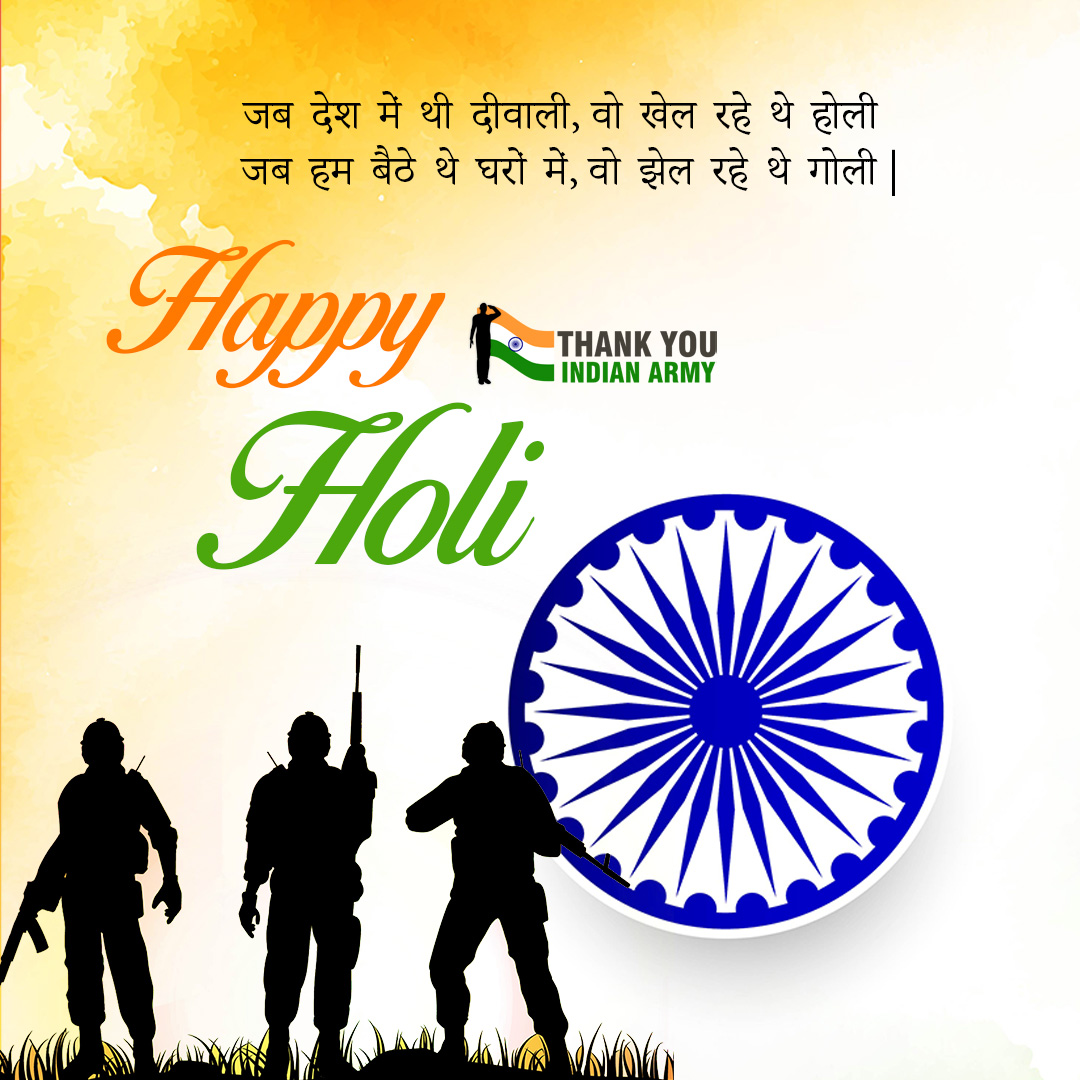 जब देश में थी दीवाली, वो खेल रहे थे होली
जब हम बैठे थे घरों में, वो झेल रहे थे गोली |
Happy
THANK YOU
INDIAN ARMY
Holi